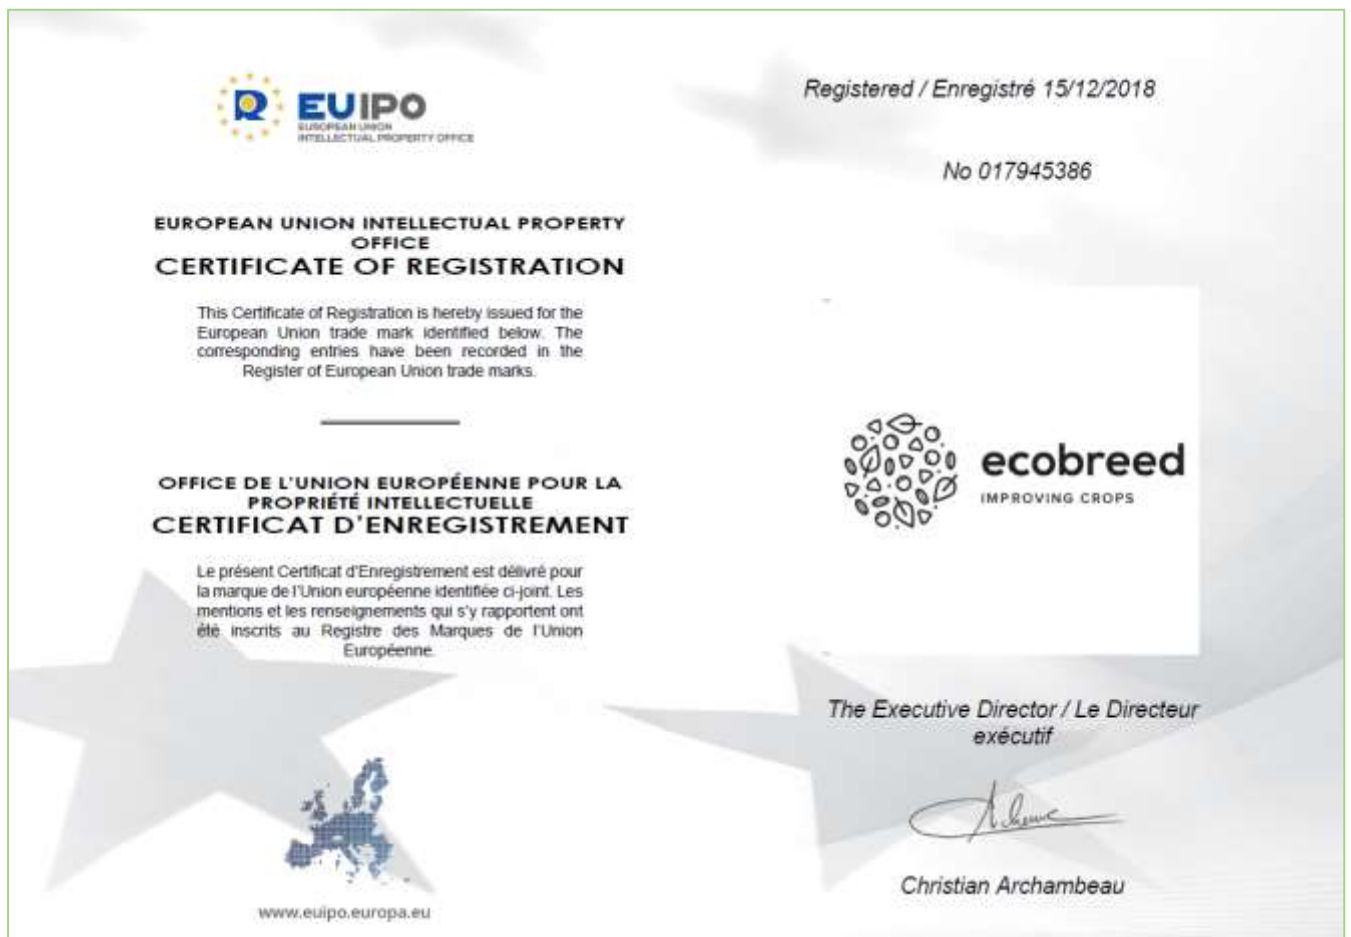 EUIPO
EUROPEAN UNION
INTELLECTUAL PROPERTY OFFICE
EUROPEAN UNION INTELLECTUAL PROPERTY
OFFICE
CERTIFICATE OF REGISTRATION
This Certificate of Registration is hereby issued for the
European Union trade mark identified below. The
corresponding entries have been recorded in the
Register of European Union trade marks.
OFFICE DE L'UNION EUROPÉENNE POUR LA
PROPRIÉTÉ INTELLECTUELLE
CERTIFICAT D'ENREGISTREMENT
Le présent Certificat d'Enregistrement est délivré pour
la marque de l'Union européenne identifiée ci-joint. Les
mentions et les renseignements qui s'y rapportent ont
été inscrits au Registre des Marques de l'Union
Européenne.
www.euipo.europa.eu
Registered / Enregistré 15/12/2018
No 017945386
ecobreed
IMPROVING CROPS
The Executive Director / Le Directeur
exécutif
Christian Archambeau